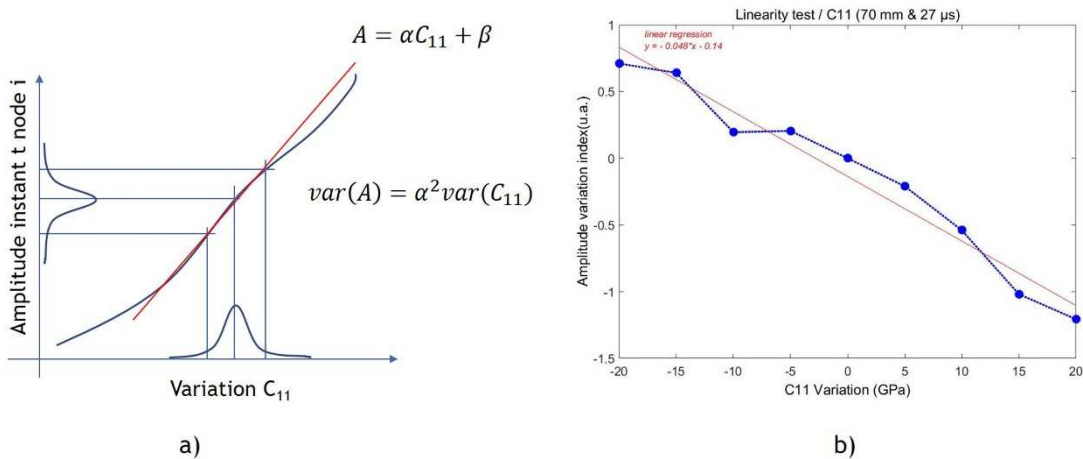 A = αC₁₁ + β
Amplitude instant t node i
var(A) = α²var(C₁₁)
Variation C₁₁
a)
Linearity test / C11 (70 mm & 27 µs)
linear regression
y = - 0.048*x - 0.14
Amplitude variation index(u.a.)
1
0.5
0
-0.5
-1
-1.5
-20
-15
-10
-5
0
5
10
15
20
C11 Variation (GPa)
b)